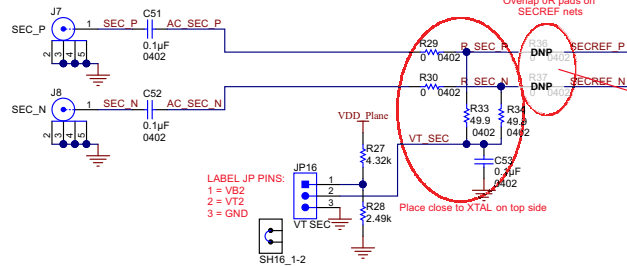 Overlap 0R pads on
SECREF nets
J7
SEC_P
1
SEC_P
C51
0.1µF
0402
AC_SEC_P
2
3
4
5
R29
0
0402
R_SEC_P
R36
DNP
0
0402
SECREF_P
J8
SEC_N
1
SEC_N
C52
0.1µF
0402
AC_SEC_N
2
3
4
5
R30
0
0402
R_SEC_N
R37
DNP
0
0402
SECREF_N
R33
49.9
0402
R34
49.9
0402
VDD_Plane
VT_SEC
R27
4.32k
C53
0.1µF
0402
LABEL JP PINS:
1 = VB2
2 = VT2
3 = GND
JP16
1
2
3
VT SEC
R28
2.49k
Place close to XTAL on top side
SH16_1-2